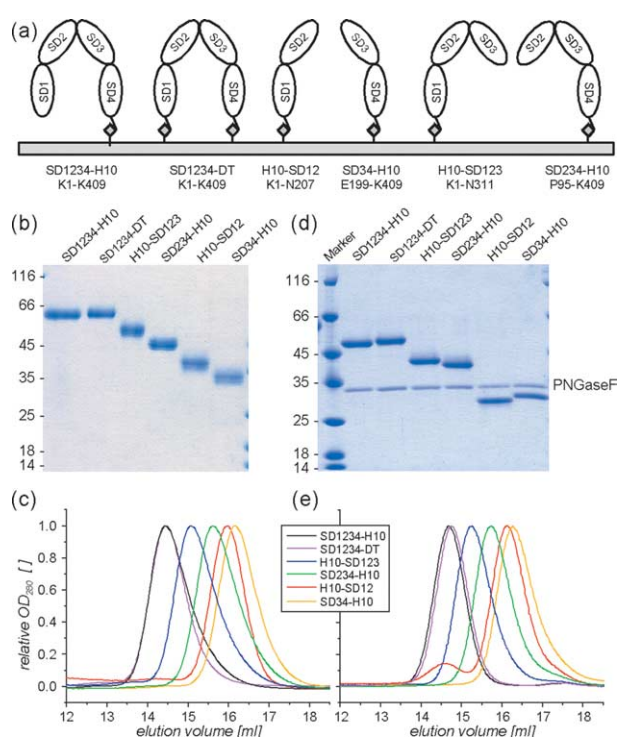 (a)
SD2 SD3 SD2 SD3 SD2 SD3 SD2 SD3 SD2 SD3
SD1 SD4 SD1 SD4 SD1 SD4 SD1 SD4
SD1234-H10 SD1234-DT H10-SD12 SD34-H10 H10-SD123 SD234-H10
K1-K409 K1-K409 K1-N207 E199-K409 K1-N311 P95-K409
(b)
SD1234-H10 SD1234-DT H10-SD123 SD234-H10 H10-SD12 SD34-H10
116
66
45
35
25
18
14
(d)
Marker SD1234-H10 SD1234-DT H10-SD123 SD234-H10 H10-SD12 SD34-H10
116
66
45
35
25
18
14
PNGaseF
(c)
relative OD280 [ ]
1.0
0.8
0.6
0.4
0.2
0.0
12 13 14 15 16 17 18
elution volume [ml]
SD1234-H10
SD1234-DT
H10-SD123
SD234-H10
H10-SD12
SD34-H10
(e)
12 13 14 15 16 17 18
elution volume [ml]